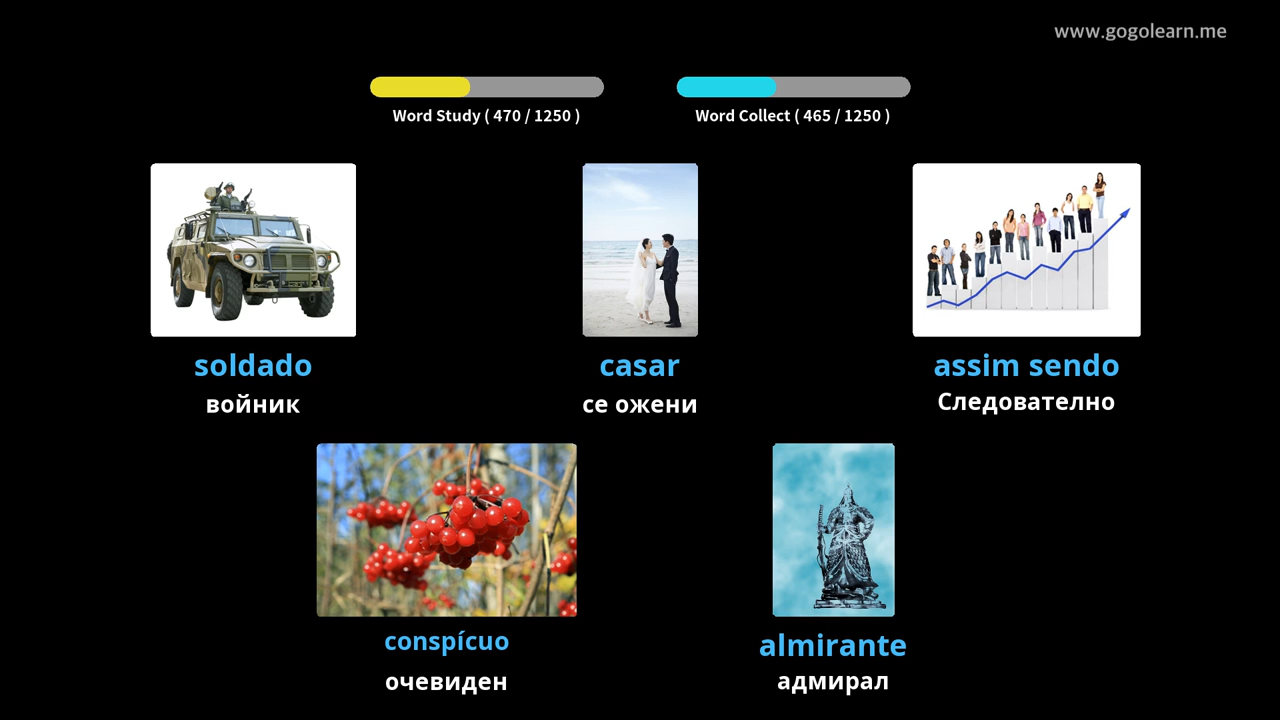 www.gogolearn.me
Word Study ( 470 / 1250 )
Word Collect ( 465 / 1250 )
soldado
войник
casar
се ожени
assim sendo
Следователно
conspícuo
очевиден
almirante
адмирал